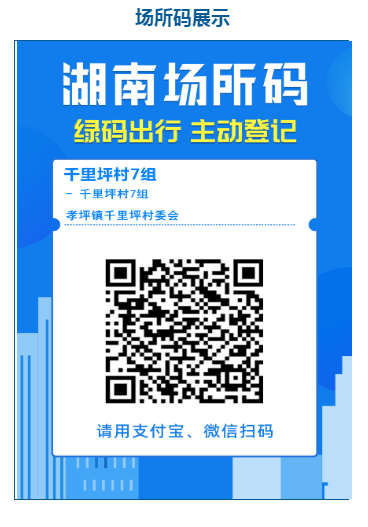 场所码展示
湖南场所码
绿码出行 主动登记
千里坪村7组
- 千里坪村7组
孝坪镇千里坪村委会
请用支付宝、微信扫码